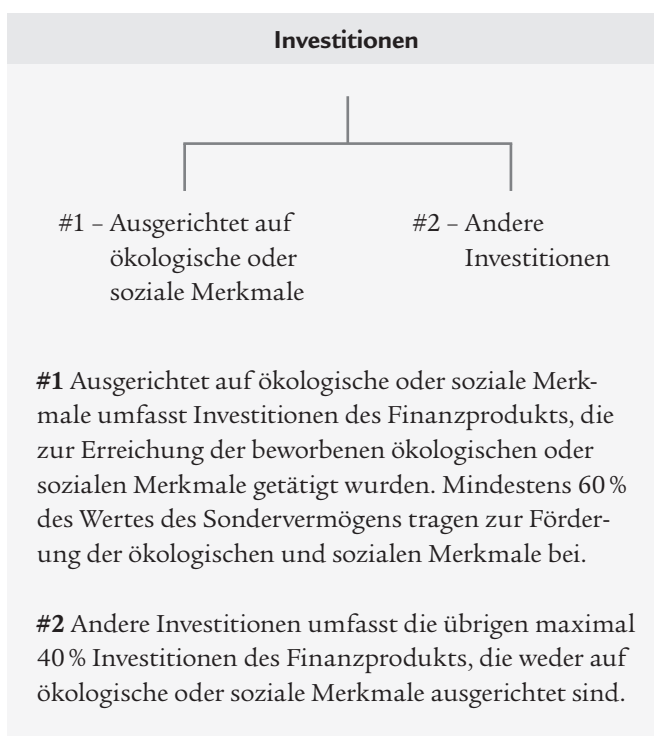 Investitionen
#1 – Ausgerichtet auf
ökologische oder
soziale Merkmale
#2 – Andere
Investitionen
#1 Ausgerichtet auf ökologische oder soziale Merk-
male umfasst Investitionen des Finanzprodukts, die
zur Erreichung der beworbenen ökologischen oder
sozialen Merkmale getätigt wurden. Mindestens 60 %
des Wertes des Sondervermögens tragen zur Förder-
ung der ökologischen und sozialen Merkmale bei.
#2 Andere Investitionen umfasst die übrigen maximal
40 % Investitionen des Finanzprodukts, die weder auf
ökologische oder soziale Merkmale ausgerichtet sind.